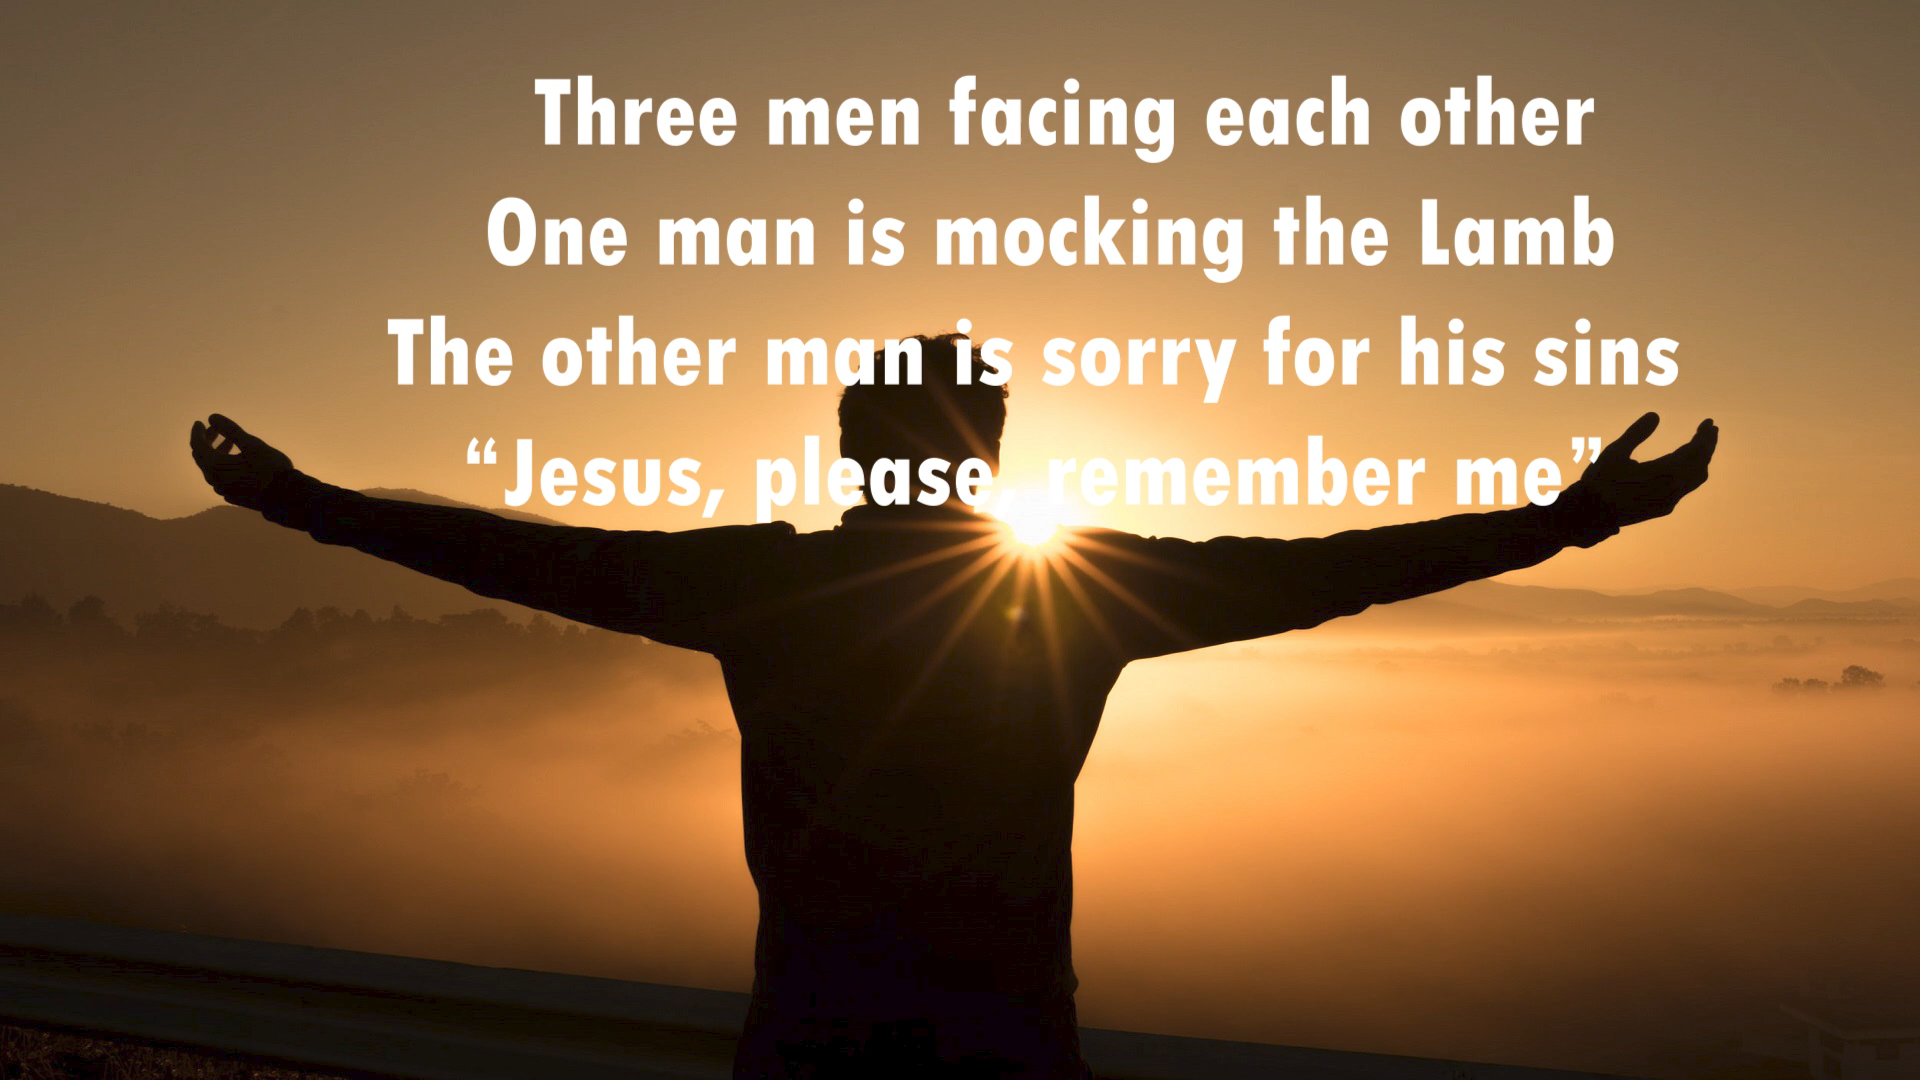 Three men facing each other
One man is mocking the Lamb
The other man is sorry for his sins
“Jesus, please, remember me”